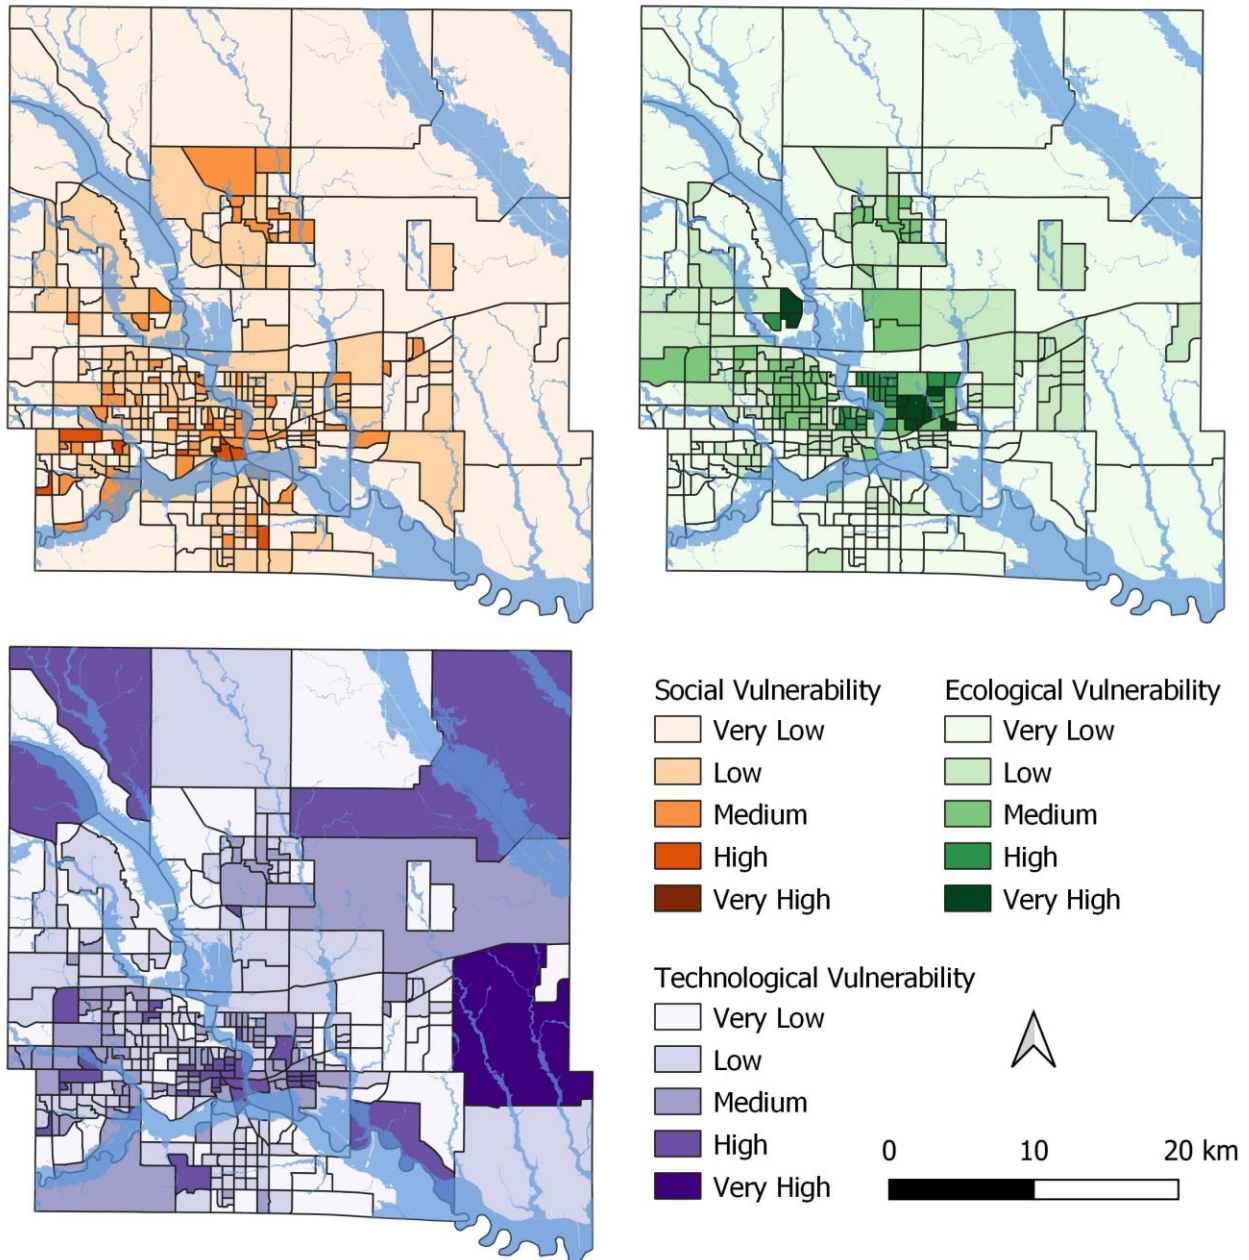 Social Vulnerability
Very Low
Low
Medium
High
Very High
Ecological Vulnerability
Very Low
Low
Medium
High
Very High
Technological Vulnerability
Very Low
Low
Medium
High
Very High
0 10 20 km